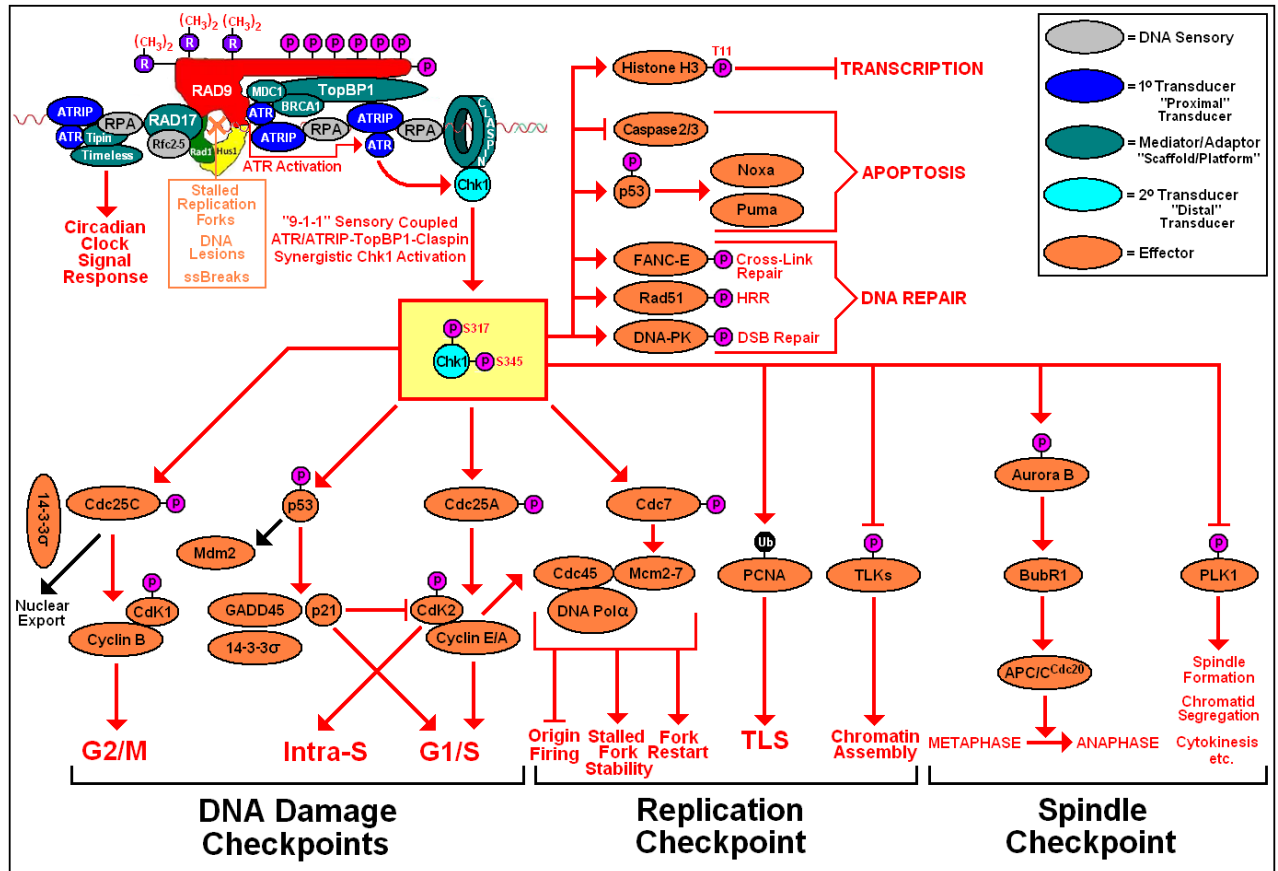 (CH3)2
(CH3)2
(CH3)2
R
R
R
P
P
P
P
P
P
P
RAD9
MDC1
TopBP1
BRCA1
ATR
ATRIP
RPA
ATRIP
ATR
RPA
CLASPIN
Chk1
ATRIP
ATR
RPA
Tipin
Timeless
RAD17
Rfc2-5
Rad1
Hus1
ATR Activation
Circadian
Clock
Signal
Response
Stalled
Replication
Forks
DNA
Lesions
ssBreaks
"9-1-1" Sensory Coupled
ATR/ATRIP-TopBP1-Claspin
Synergistic Chk1 Activation
Histone H3
T11
P
TRANSCRIPTION
Caspase2/3
P
p53
Noxa
Puma
APOPTOSIS
FANC-E
P
Cross-Link
Repair
Rad51
P
HRR
DNA-PK
P
DSB Repair
DNA REPAIR
= DNA Sensory
= 1º Transducer
"Proximal"
Transducer
= Mediator/Adaptor
"Scaffold/Platform"
= 2º Transducer
"Distal"
Transducer
= Effector
P
S317
Chk1
P
S345
14-3-3σ
Cdc25C
P
Nuclear
Export
P
CdK1
Cyclin B
G2/M
P
p53
Mdm2
GADD45
p21
14-3-3σ
Intra-S
Cdc25A
P
P
CdK2
Cyclin E/A
G1/S
Cdc7
P
Cdc45
Mcm2-7
DNA Polα
Origin
Firing
Stalled
Fork
Stability
Fork
Restart
Ub
PCNA
TLS
P
TLKs
Chromatin
Assembly
P
Aurora B
BubR1
APC/CCdc20
METAPHASE
ANAPHASE
P
PLK1
Spindle
Formation
Chromatid
Segregation
Cytokinesis
etc.
DNA Damage
Checkpoints
Replication
Checkpoint
Spindle
Checkpoint